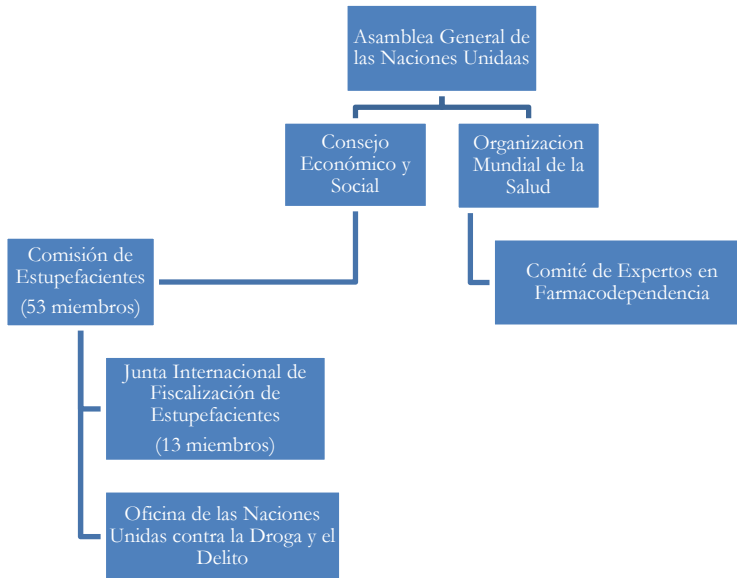 Asamblea General de
las Naciones Unidaas
Consejo
Económico y
Social
Organizacion
Mundial de la
Salud
Comisión de
Estupefacientes
(53 miembros)
Comité de Expertos en
Farmacodependencia
Junta Internacional de
Fiscalización de
Estupefacientes
(13 miembros)
Oficina de las Naciones
Unidas contra la Droga y el
Delito